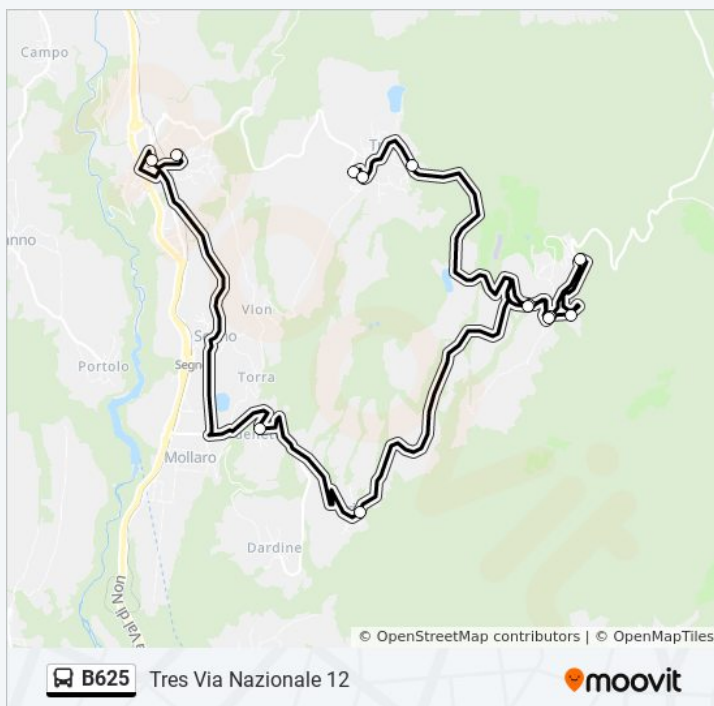 Campo
Tr
anno
Vion
Portolo
Segno
Torra
Mollaro
Dardine
Val di Non
© OpenStreetMap contributors | © OpenMapTiles
B625 Tres Via Nazionale 12
moovit